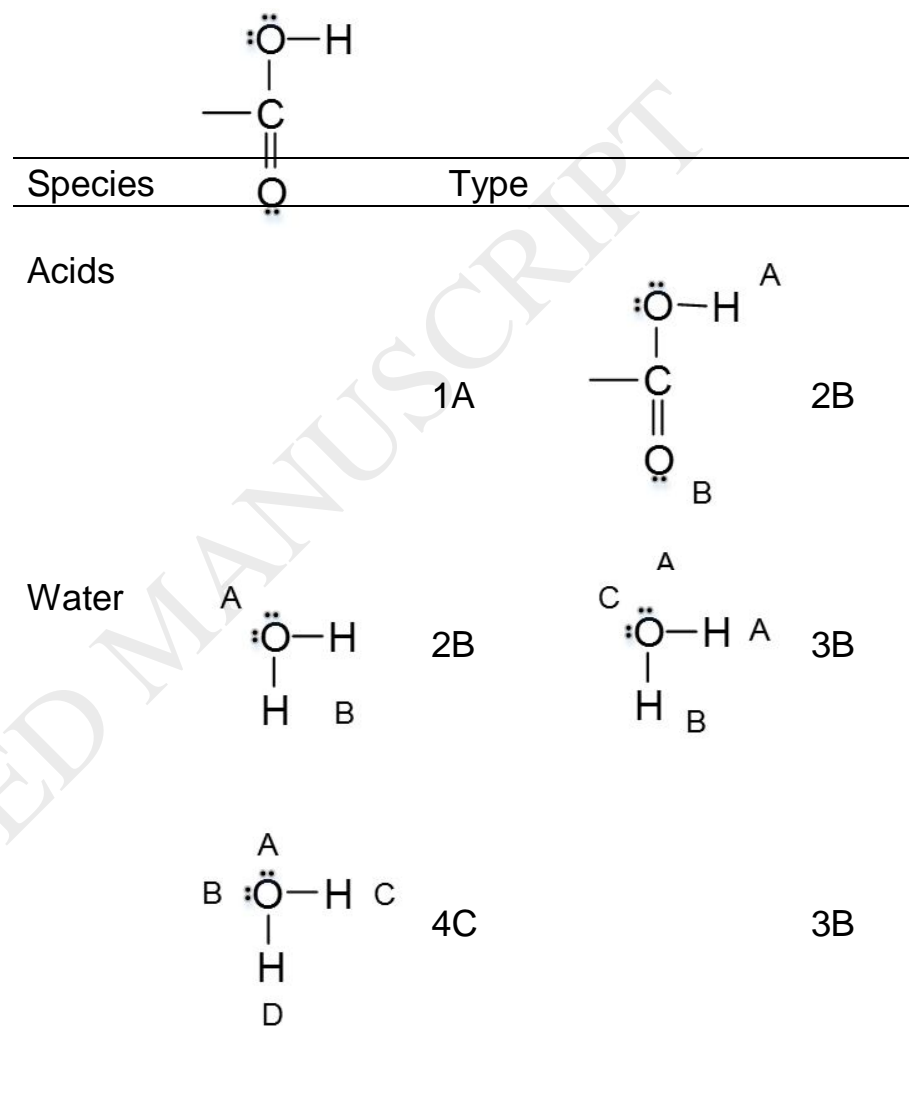 :Ö—H
C
O
Species Type
Acids
:Ö—H A
C
O
B
1A 2B
Water
A
:Ö—H
H B
2B
A
C
:Ö—H A
H B
3B
A
B :Ö—H C
H
D
4C 3B
ED MANUSCRIPT